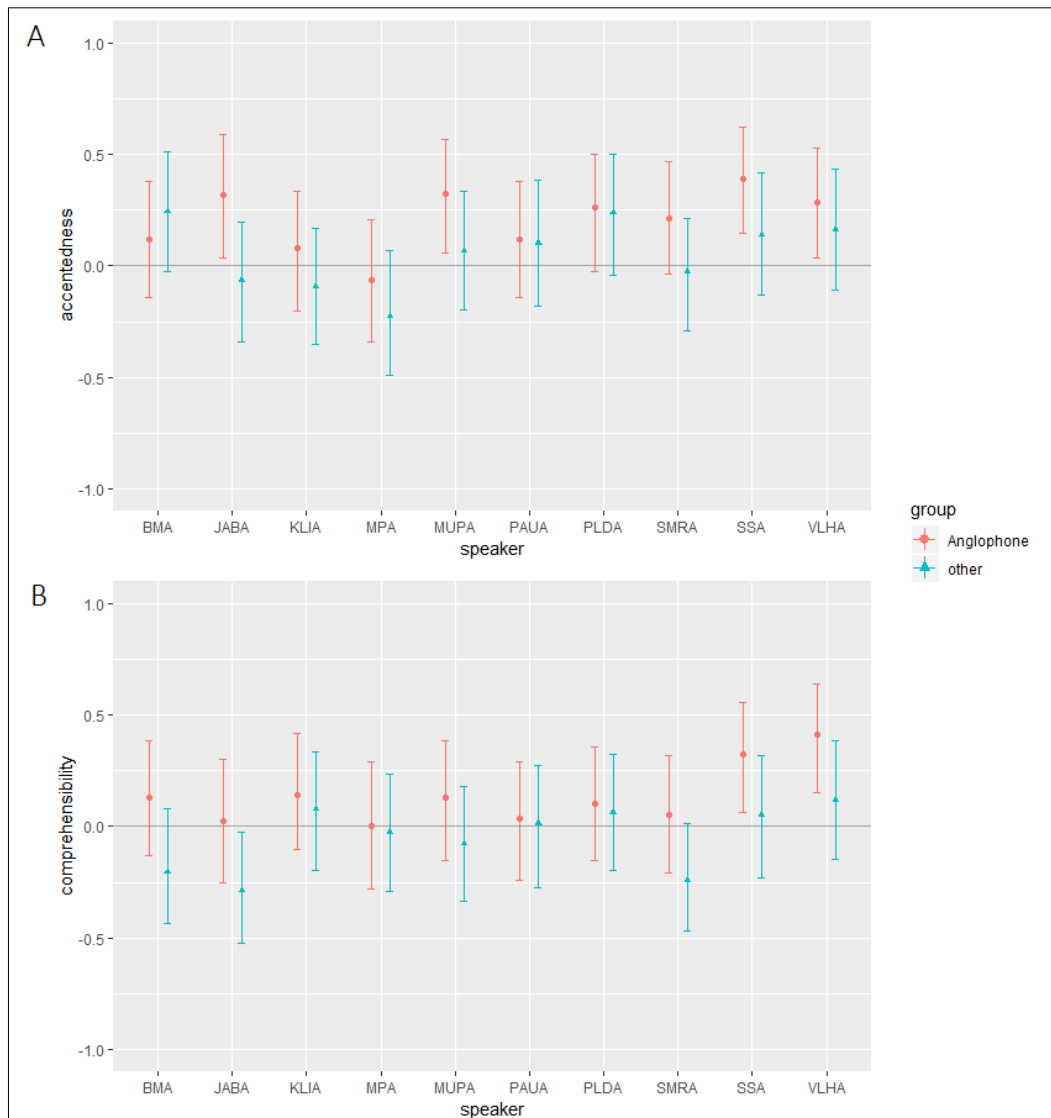 A
1.0
0.5
0.0
-0.5
-1.0
accentedness
BMA JABA KLIA MPA MUPA PAUA PLDA SMRA SSA VLHA
speaker
group
Anglophone
other
B
1.0
0.5
0.0
-0.5
-1.0
comprehensibility
BMA JABA KLIA MPA MUPA PAUA PLDA SMRA SSA VLHA
speaker